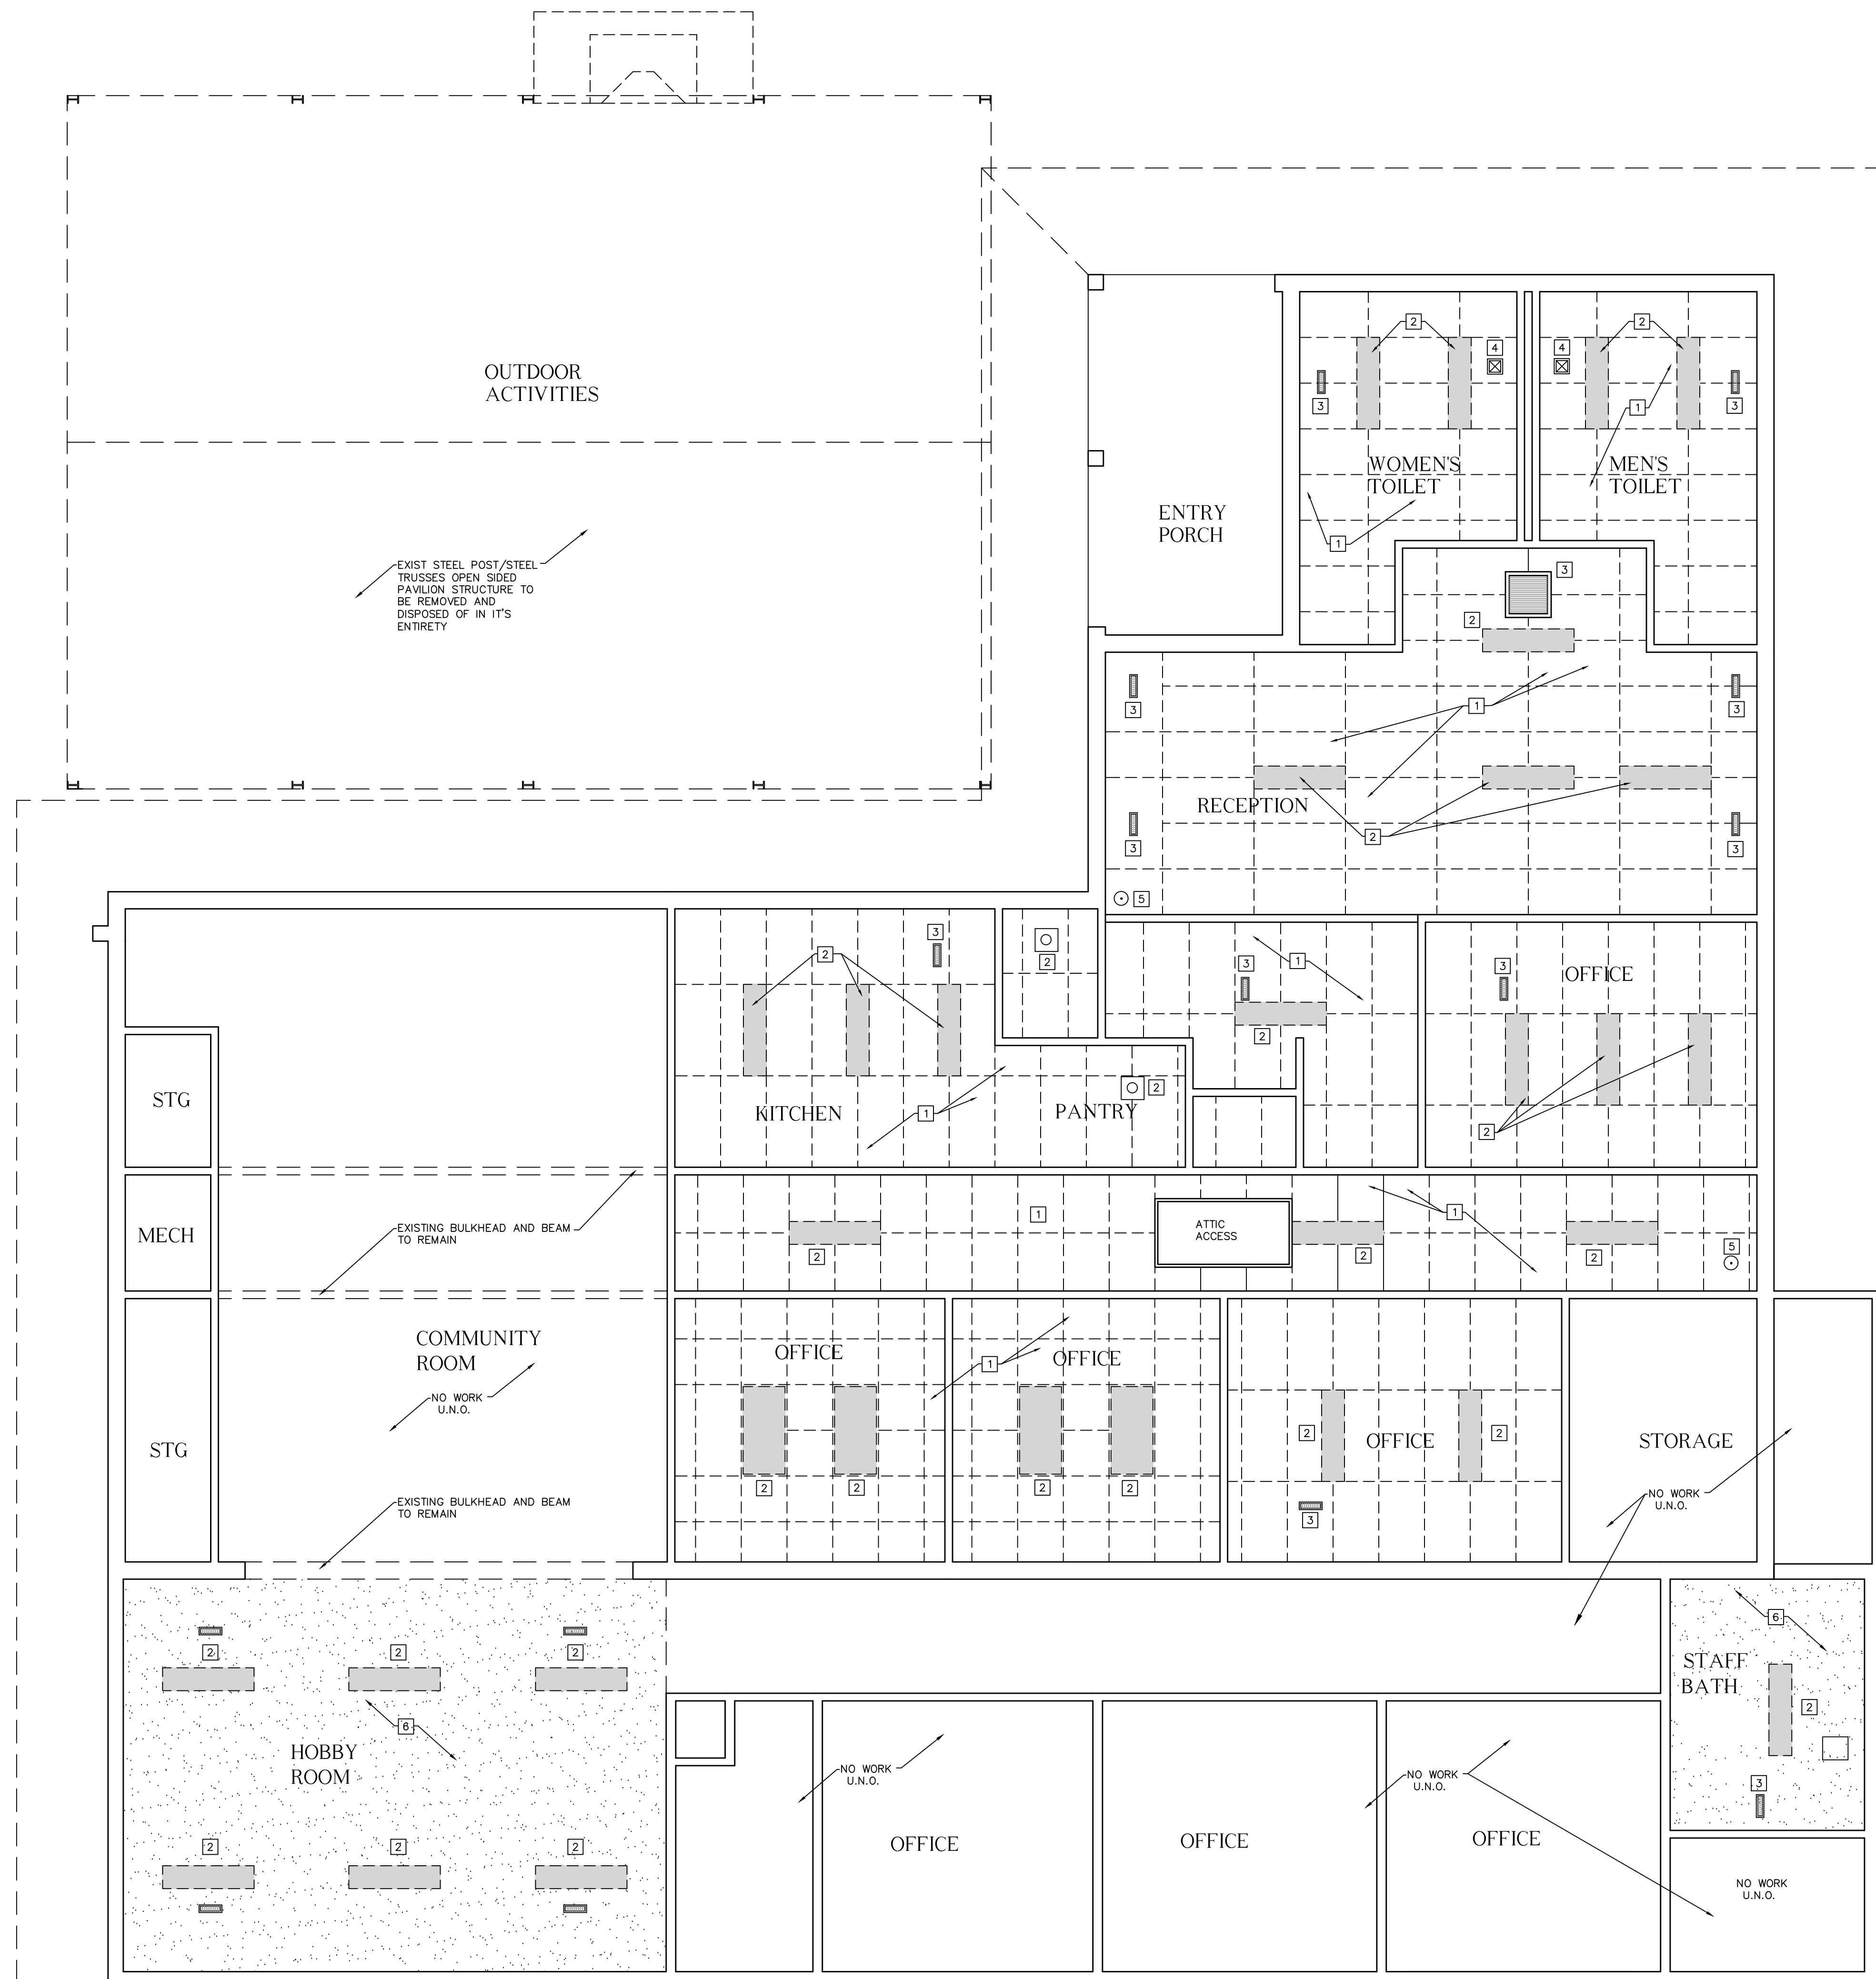 OUTDOOR
ACTIVITIES
EXIST STEEL POST/STEEL
TRUSSES OPEN SIDED
PAVILION STRUCTURE TO
BE REMOVED AND
DISPOSED OF IN IT'S
ENTIRETY
ENTRY
PORCH
2
4
3
WOMEN'S
TOILET
1
2
4
3
1
MEN'S
TOILET
3
2
3
1
3
RECEPTION
2
3
3
5
2
3
2
3
1
2
3
OFFICE
2
KITCHEN
1
PANTRY
2
STG
MECH
STG
EXISTING BULKHEAD AND BEAM
TO REMAIN
COMMUNITY
ROOM
NO WORK
U.N.O.
EXISTING BULKHEAD AND BEAM
TO REMAIN
1
2
ATTIC
ACCESS
2
1
2
5
OFFICE
2
2
1
OFFICE
2
2
2
OFFICE
2
3
STORAGE
NO WORK
U.N.O.
2
2
2
6
HOBBY
ROOM
2
2
2
6
STAFF
BATH
2
3
NO WORK
U.N.O.
OFFICE
OFFICE
NO WORK
U.N.O.
OFFICE
NO WORK
U.N.O.